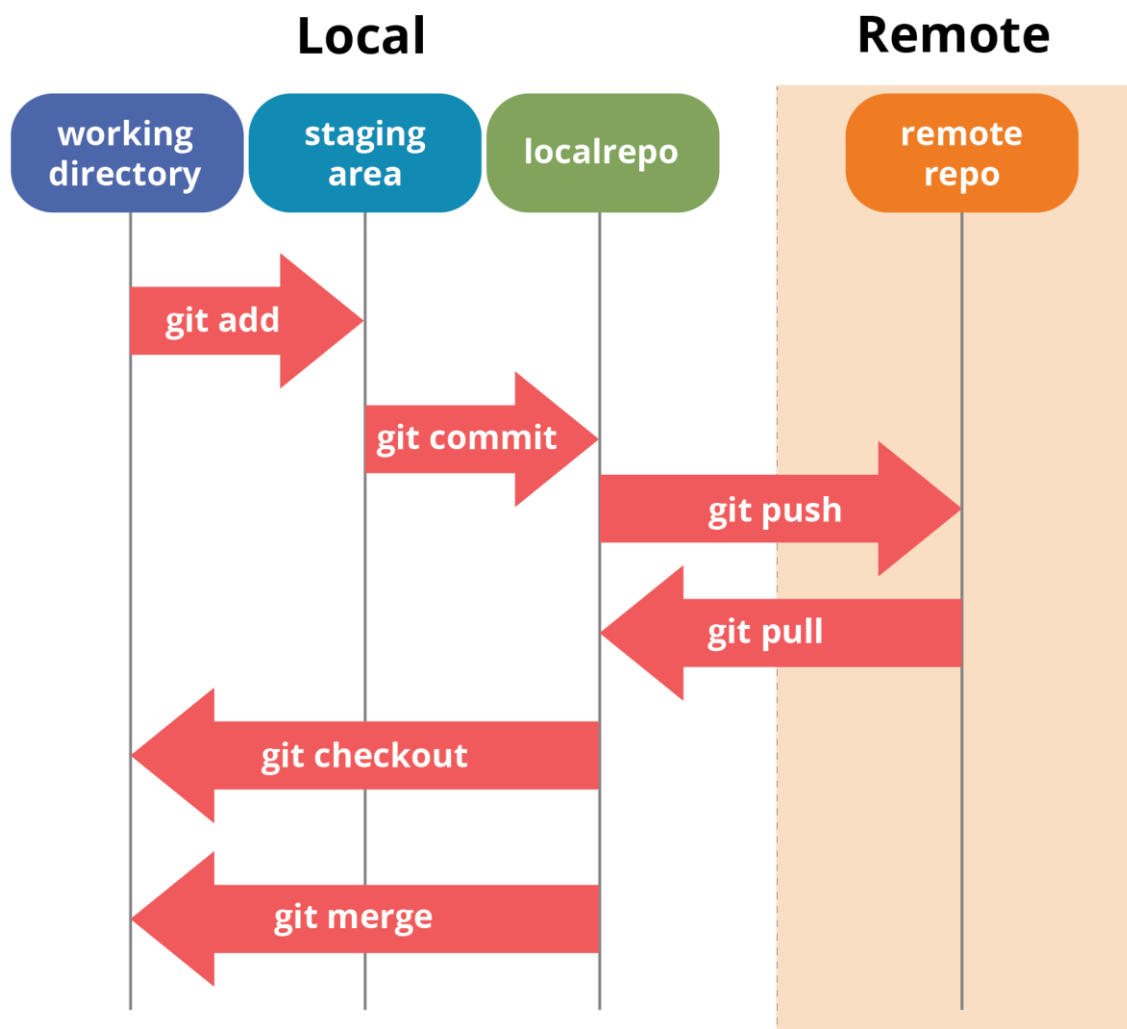 Local
Remote
working
directory
staging
area
localrepo
remote
repo
git add
git commit
git push
git pull
git checkout
git merge